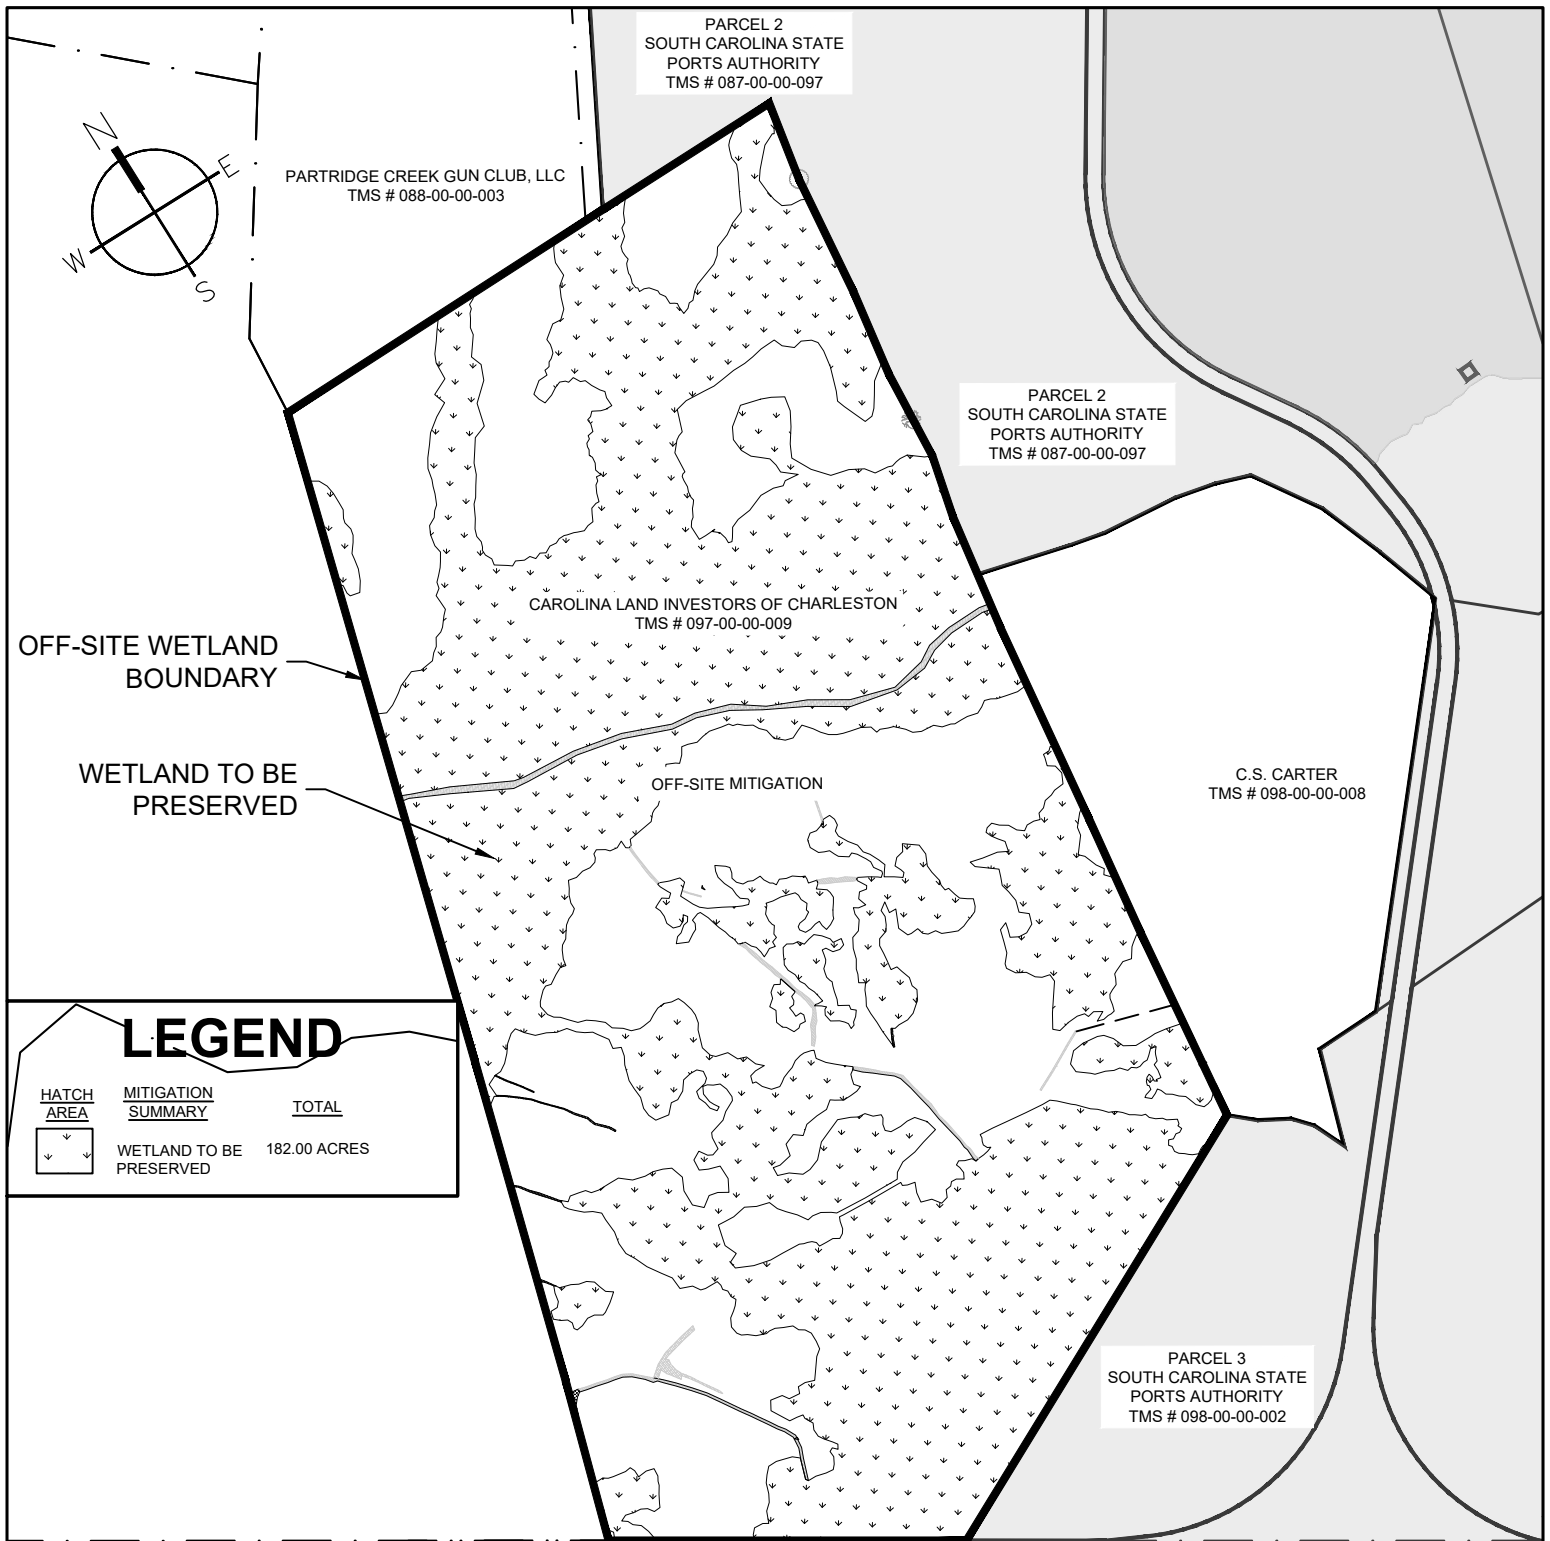 PARCEL 2
SOUTH CAROLINA STATE
PORTS AUTHORITY
TMS # 087-00-00-097
N
E
W
S
PARTRIDGE CREEK GUN CLUB, LLC
TMS # 088-00-00-003
PARCEL 2
SOUTH CAROLINA STATE
PORTS AUTHORITY
TMS # 087-00-00-097
CAROLINA LAND INVESTORS OF CHARLESTON
TMS # 097-00-00-009
OFF-SITE WETLAND
BOUNDARY
WETLAND TO BE
PRESERVED
OFF-SITE MITIGATION
C.S. CARTER
TMS # 098-00-00-008
LEGEND
HATCH
AREA
MITIGATION
SUMMARY
TOTAL
WETLAND TO BE
PRESERVED
182.00 ACRES
PARCEL 3
SOUTH CAROLINA STATE
PORTS AUTHORITY
TMS # 098-00-00-002